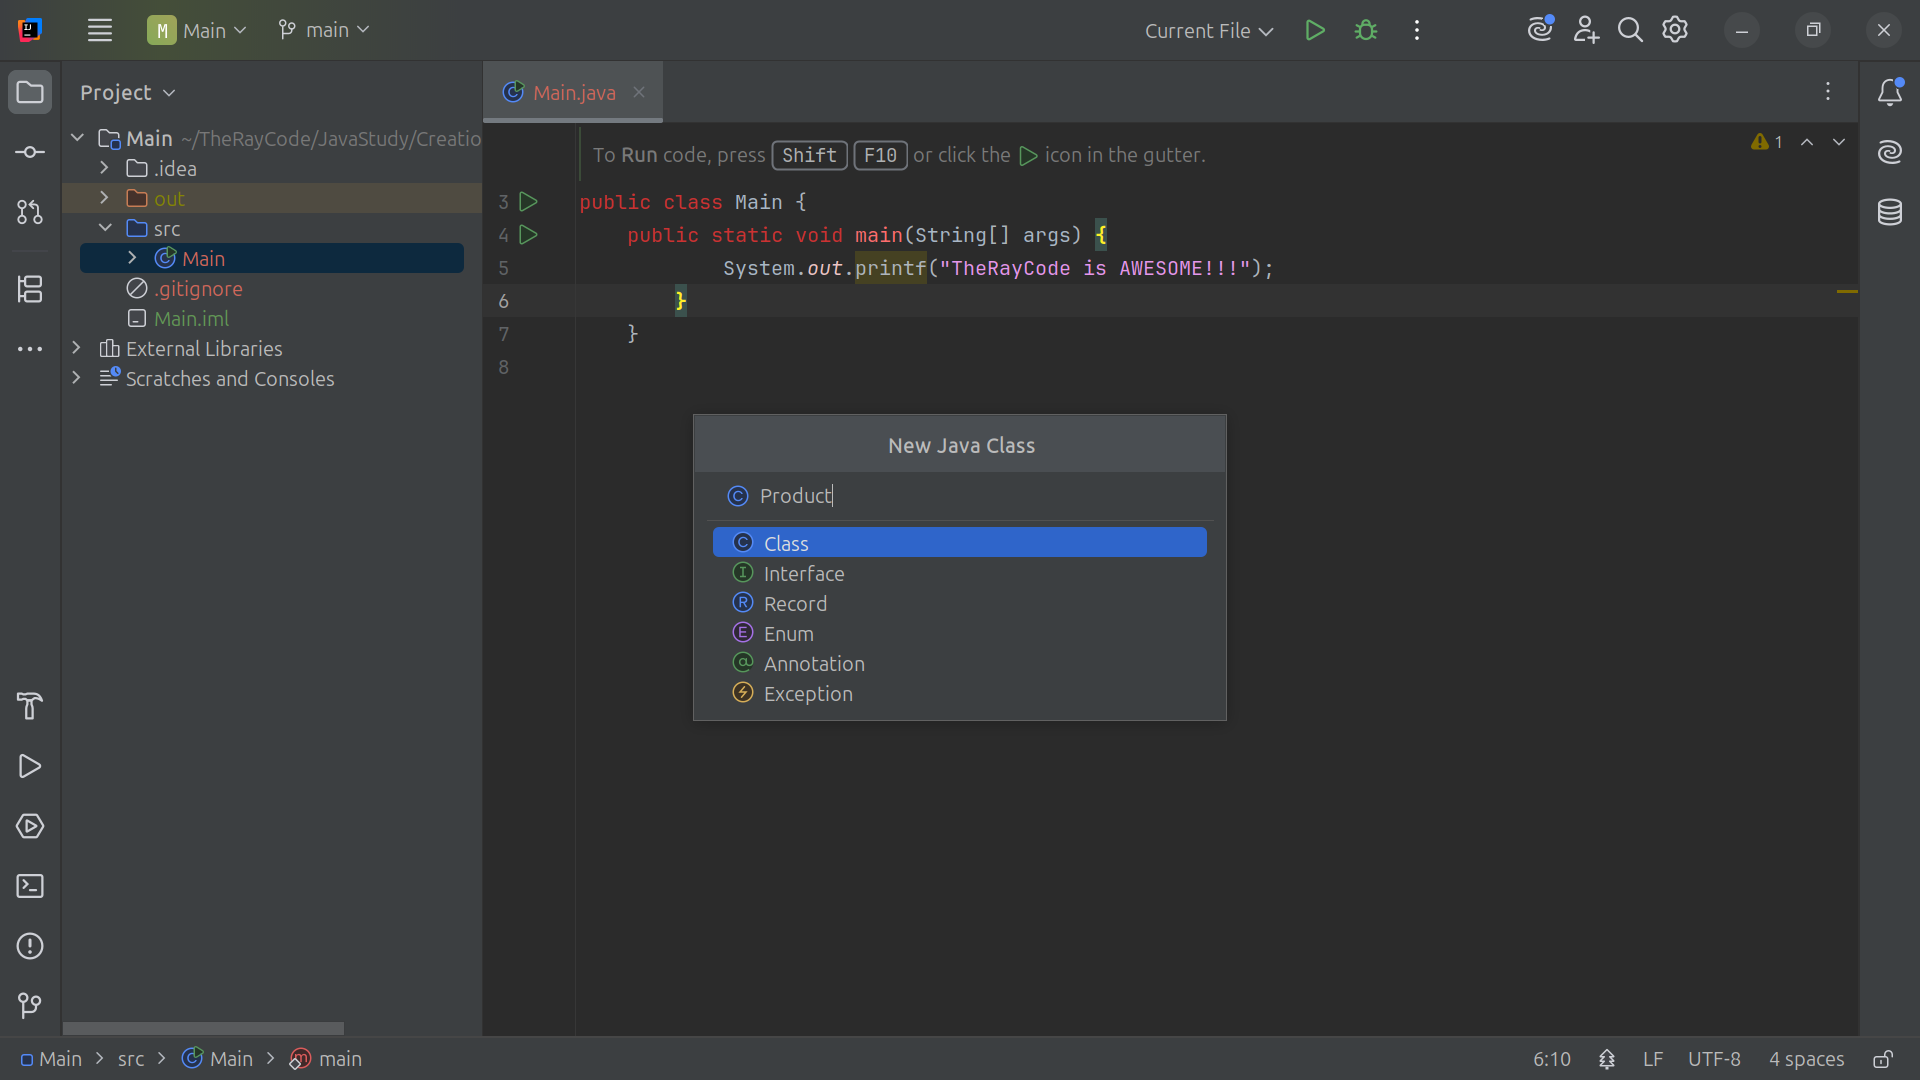 M Main main Current File
Project
Main ~/TheRayCode/JavaStudy/Creatio
.idea
out
src
Main
.gitignore
Main.iml
External Libraries
Scratches and Consoles
Main.java
To Run code, press Shift F10 or click the icon in the gutter.
1
3 public class Main {
4 public static void main(String[] args) {
5 System.out.printf("TheRayCode is AWESOME!!!");
6 }
7 }
8
New Java Class
C Product
C Class
I Interface
R Record
E Enum
@ Annotation
Exception
Main src Main main 6:10 LF UTF-8 4 spaces